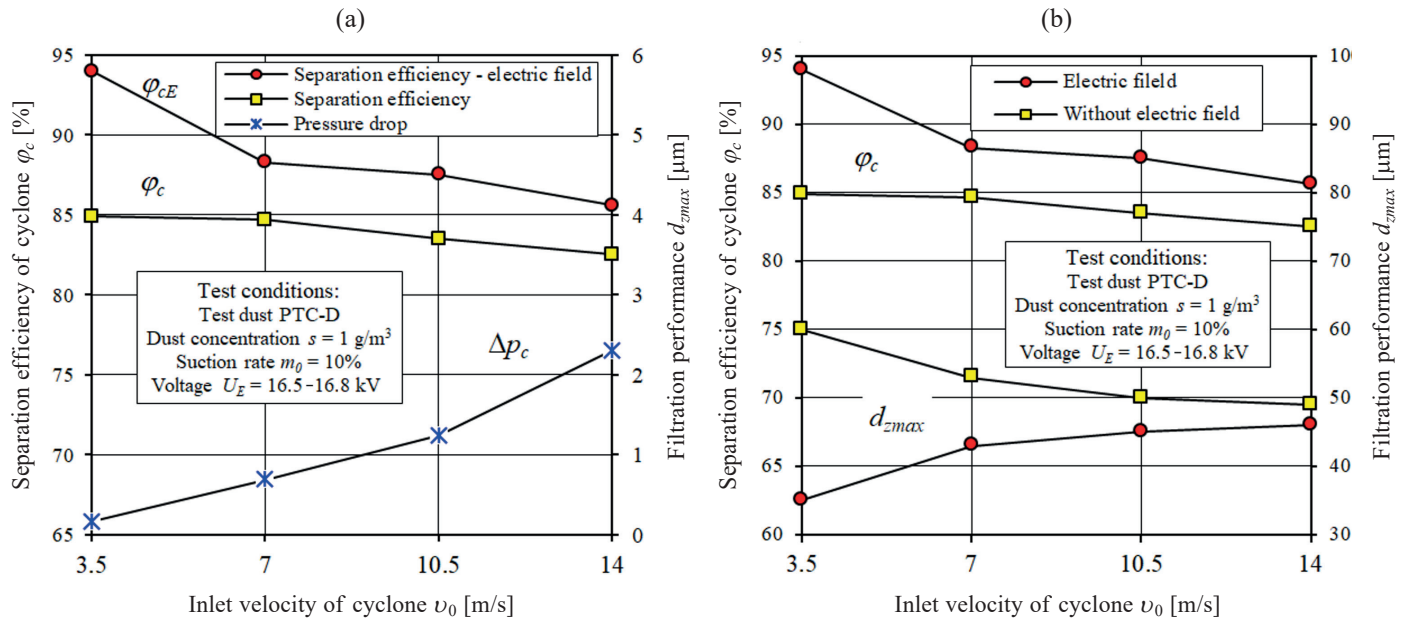 (a)
Separation efficiency of cyclone φc [%]
95
90
85
80
75
70
65
φcE
φc
Separation efficiency - electric field
Separation efficiency
Pressure drop
Test conditions:
Test dust PTC-D
Dust concentration s = 1 g/m³
Suction rate m₀ = 10%
Voltage U_E = 16.5-16.8 kV
Δpc
6
5
4
3
2
1
0
Filtration performance dzmax [µm]
3.5 7 10.5 14
Inlet velocity of cyclone υ₀ [m/s]
(b)
Separation efficiency of cyclone φc [%]
95
90
85
80
75
70
65
60
Electric fileld
Without electric field
φc
Test conditions:
Test dust PTC-D
Dust concentration s = 1 g/m³
Suction rate m₀ = 10%
Voltage U_E = 16.5-16.8 kV
dzmax
100
90
80
70
60
50
40
30
Filtration performance dzmax [µm]
3.5 7 10.5 14
Inlet velocity of cyclone υ₀ [m/s]